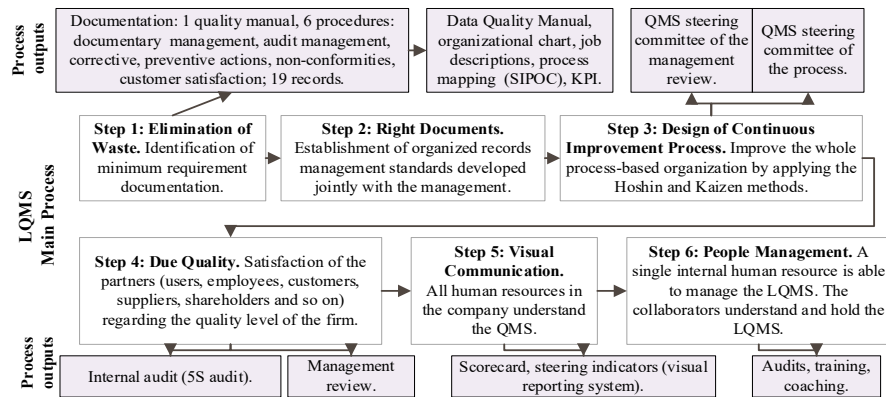 Process
outputs
Documentation: 1 quality manual, 6 procedures:
documentary management, audit management,
corrective, preventive actions, non-conformities,
customer satisfaction; 19 records.
Data Quality Manual,
organizational chart, job
descriptions, process
mapping (SIPOC), KPI.
QMS steering
committee of the
management
review.
QMS steering
committee of
the process.
LQMS
Main Process
Step 1: Elimination of
Waste. Identification of
minimum requirement
documentation.
Step 2: Right Documents.
Establishment of organized records
management standards developed
jointly with the management.
Step 3: Design of Continuous
Improvement Process. Improve the whole
process-based organization by applying the
Hoshin and Kaizen methods.
Step 4: Due Quality. Satisfaction of the
partners (users, employees, customers,
suppliers, shareholders and so on)
regarding the quality level of the firm.
Step 5: Visual
Communication.
All human resources in
the company understand
the QMS.
Step 6: People Management. A
single internal human resource is able
to manage the LQMS. The
collaborators understand and hold the
LQMS.
Process
outputs
Internal audit (5S audit).
Management
review.
Scorecard, steering indicators (visual
reporting system).
Audits, training,
coaching.